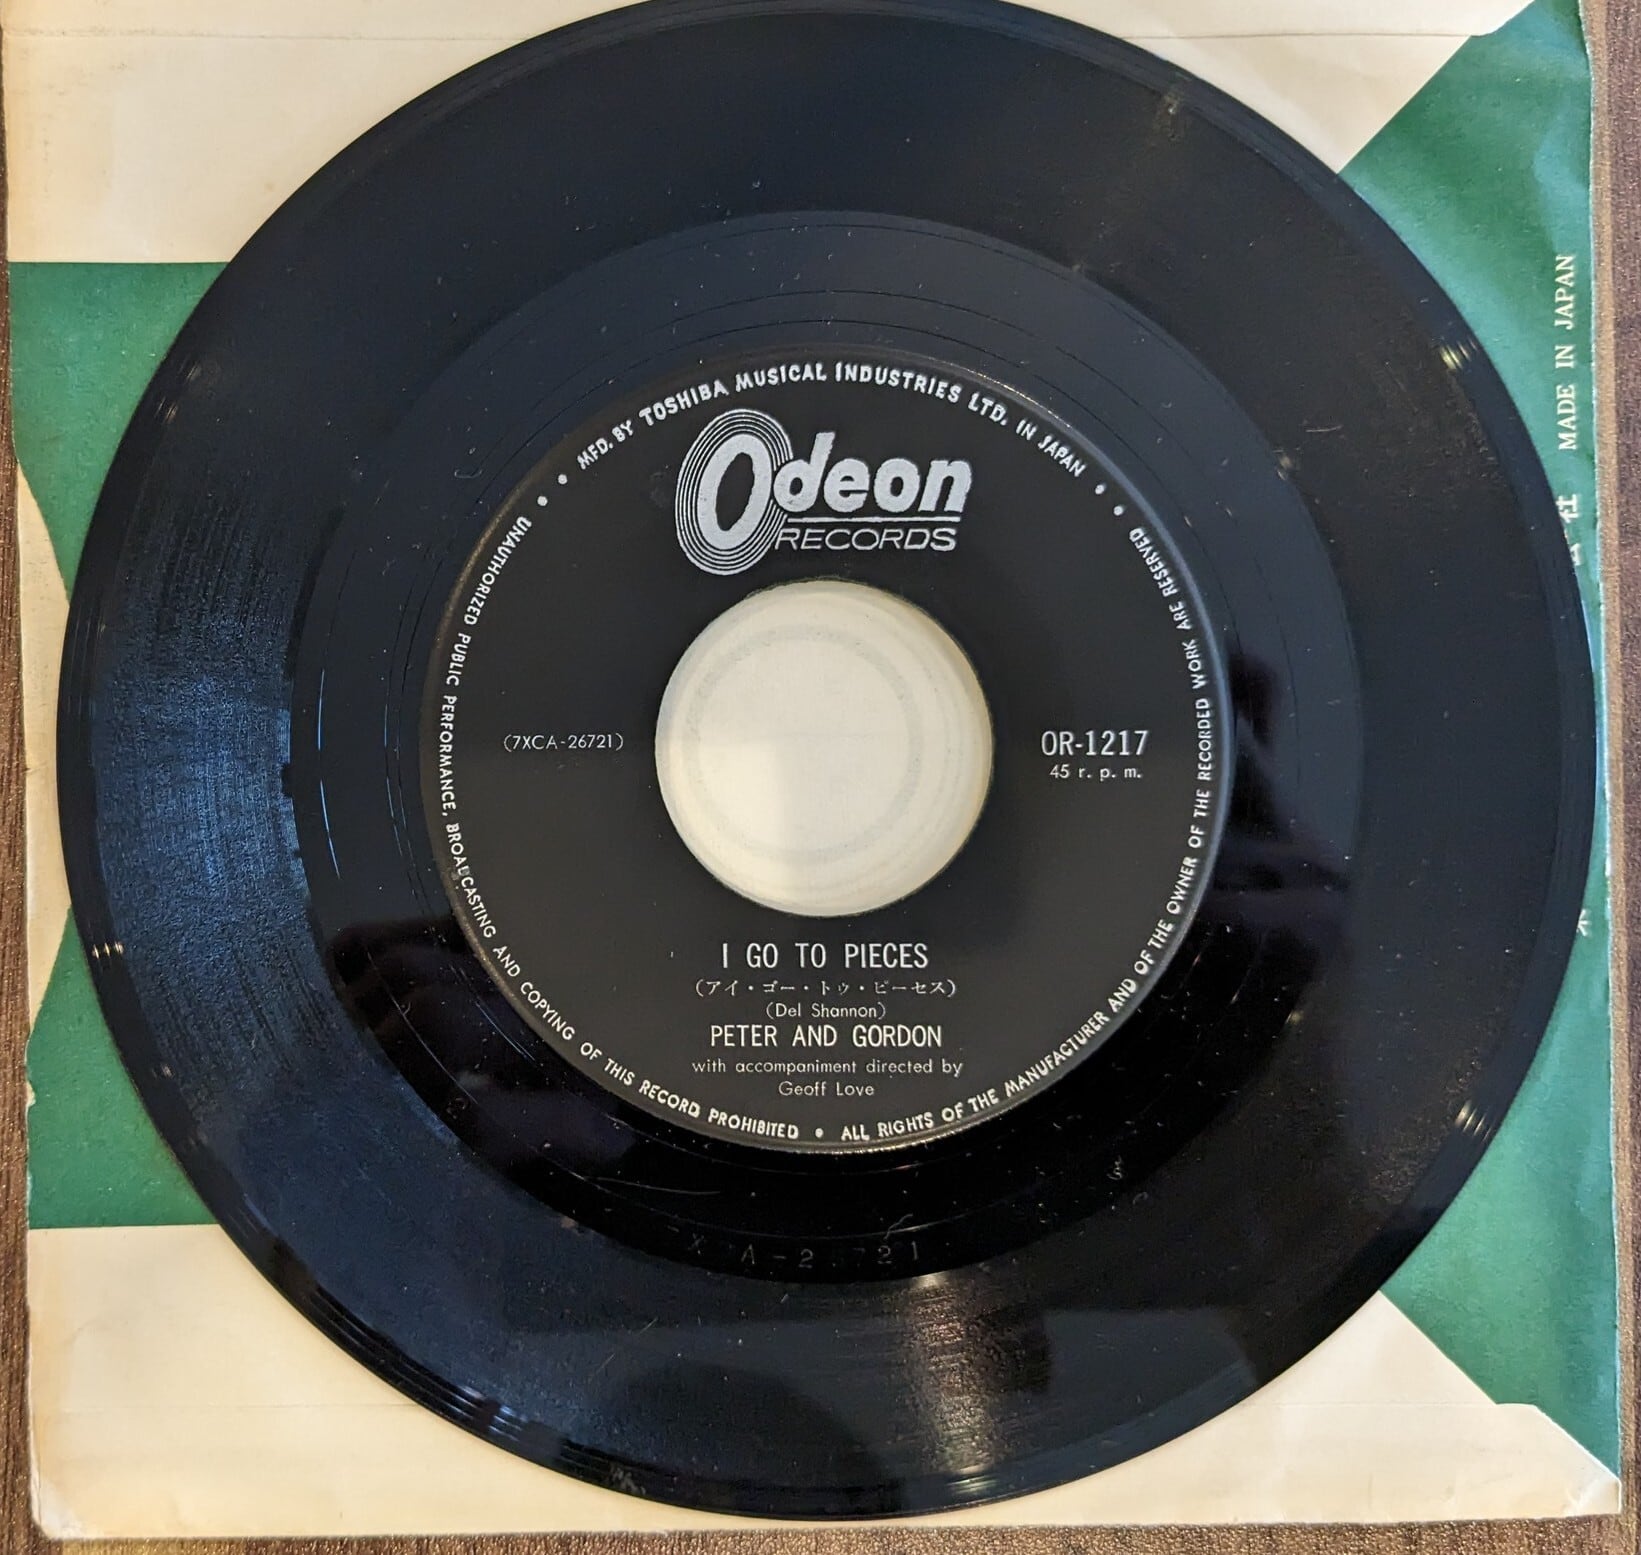 • MFD. BY TOSHIBA MUSICAL INDUSTRIES LTD. IN JAPAN •
Odeon
RECORDS
(7XCA-26721)
OR-1217
45 r. p. m.
I GO TO PIECES
(アイ・ゴー・トゥ・ピーセス)
(Del Shannon)
PETER AND GORDON
with accompaniment directed by
Geoff Love
• UNAUTHORIZED PUBLIC PERFORMANCE, BROADCASTING AND COPYING OF THIS RECORD PROHIBITED • ALL RIGHTS OF THE MANUFACTURER AND OF THE OWNER OF THE RECORDED WORK ARE RESERVED •
社 MADE IN JAPAN